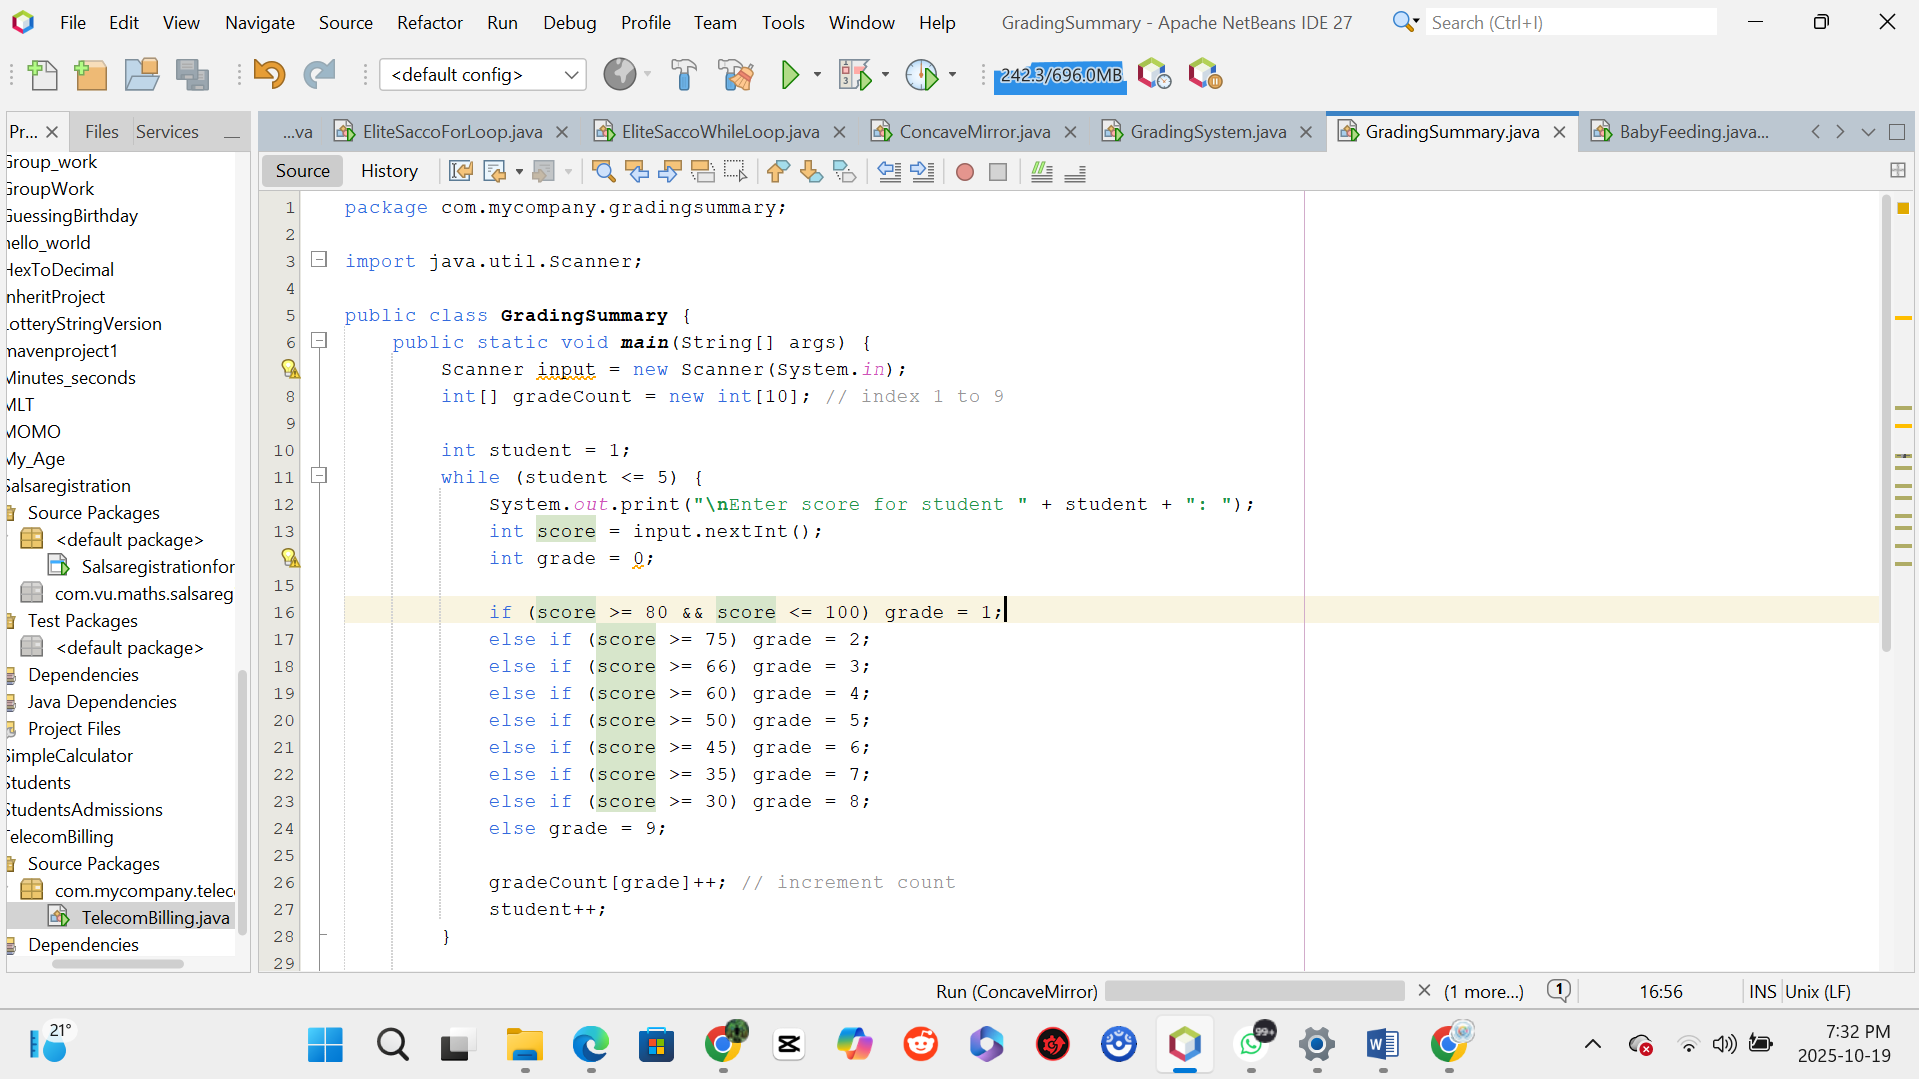 File Edit View Navigate Source Refactor Run Debug Profile Team Tools Window Help GradingSummary - Apache NetBeans IDE 27 Search (Ctrl+I)
<default config> 242.3/696.0MB
Pr... Files Services ...va EliteSaccoForLoop.java EliteSaccoWhileLoop.java ConcaveMirror.java GradingSystem.java GradingSummary.java BabyFeeding.java...
Source History
Group_work
GroupWork
GuessingBirthday
hello_world
HexToDecimal
InheritProject
LotteryStringVersion
mavenproject1
Minutes_seconds
MLT
MOMO
My_Age
Salsaregistration
Source Packages
<default package>
Salsaregistrationfor
com.vu.maths.salsareg
Test Packages
<default package>
Dependencies
Java Dependencies
Project Files
SimpleCalculator
Students
StudentsAdmissions
TelecomBilling
Source Packages
com.mycompany.telec
TelecomBilling.java
Dependencies
1 package com.mycompany.gradingsummary;
2
3 import java.util.Scanner;
4
5 public class GradingSummary {
6 public static void main(String[] args) {
Scanner input = new Scanner(System.in);
8 int[] gradeCount = new int[10]; // index 1 to 9
9
10 int student = 1;
11 while (student <= 5) {
12 System.out.print("\nEnter score for student " + student + ": ");
13 int score = input.nextInt();
int grade = 0;
15
16 if (score >= 80 && score <= 100) grade = 1;
17 else if (score >= 75) grade = 2;
18 else if (score >= 66) grade = 3;
19 else if (score >= 60) grade = 4;
20 else if (score >= 50) grade = 5;
21 else if (score >= 45) grade = 6;
22 else if (score >= 35) grade = 7;
23 else if (score >= 30) grade = 8;
24 else grade = 9;
25
26 gradeCount[grade]++; // increment count
27 student++;
28 }
29
Run (ConcaveMirror) (1 more...) 1 16:56 INS Unix (LF)
21° 99+ 7:32 PM
2025-10-19